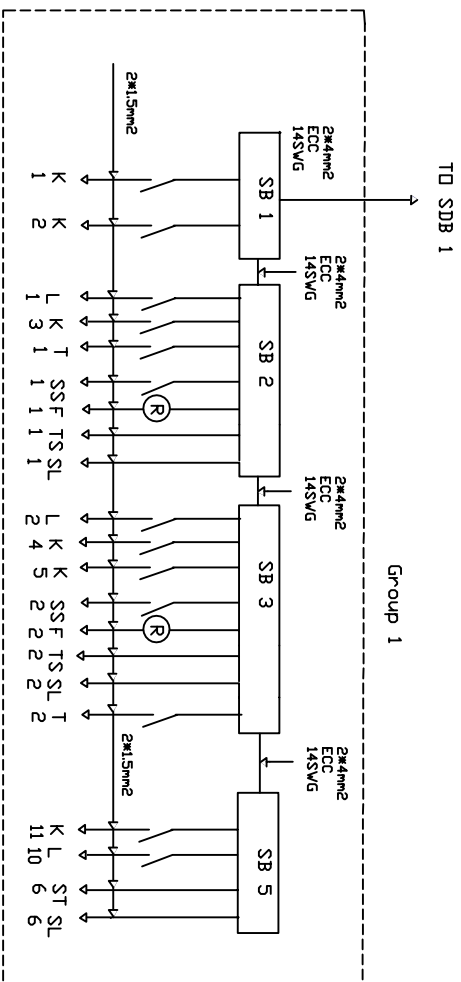 TO SDB 1
Group 1
2*4mm2
ECC
14SWG
2*4mm2
ECC
14SWG
2*4mm2
ECC
14SWG
2*4mm2
ECC
14SWG
SB 1
SB 2
SB 3
SB 5
2*1.5mm2
R
R
2*1.5mm2
K K L K T SS F TS SL L K K SS F TS SL T K L ST SL
1 2 1 3 1 1 1 1 1 2 4 5 2 2 2 2 2 11 10 6 6